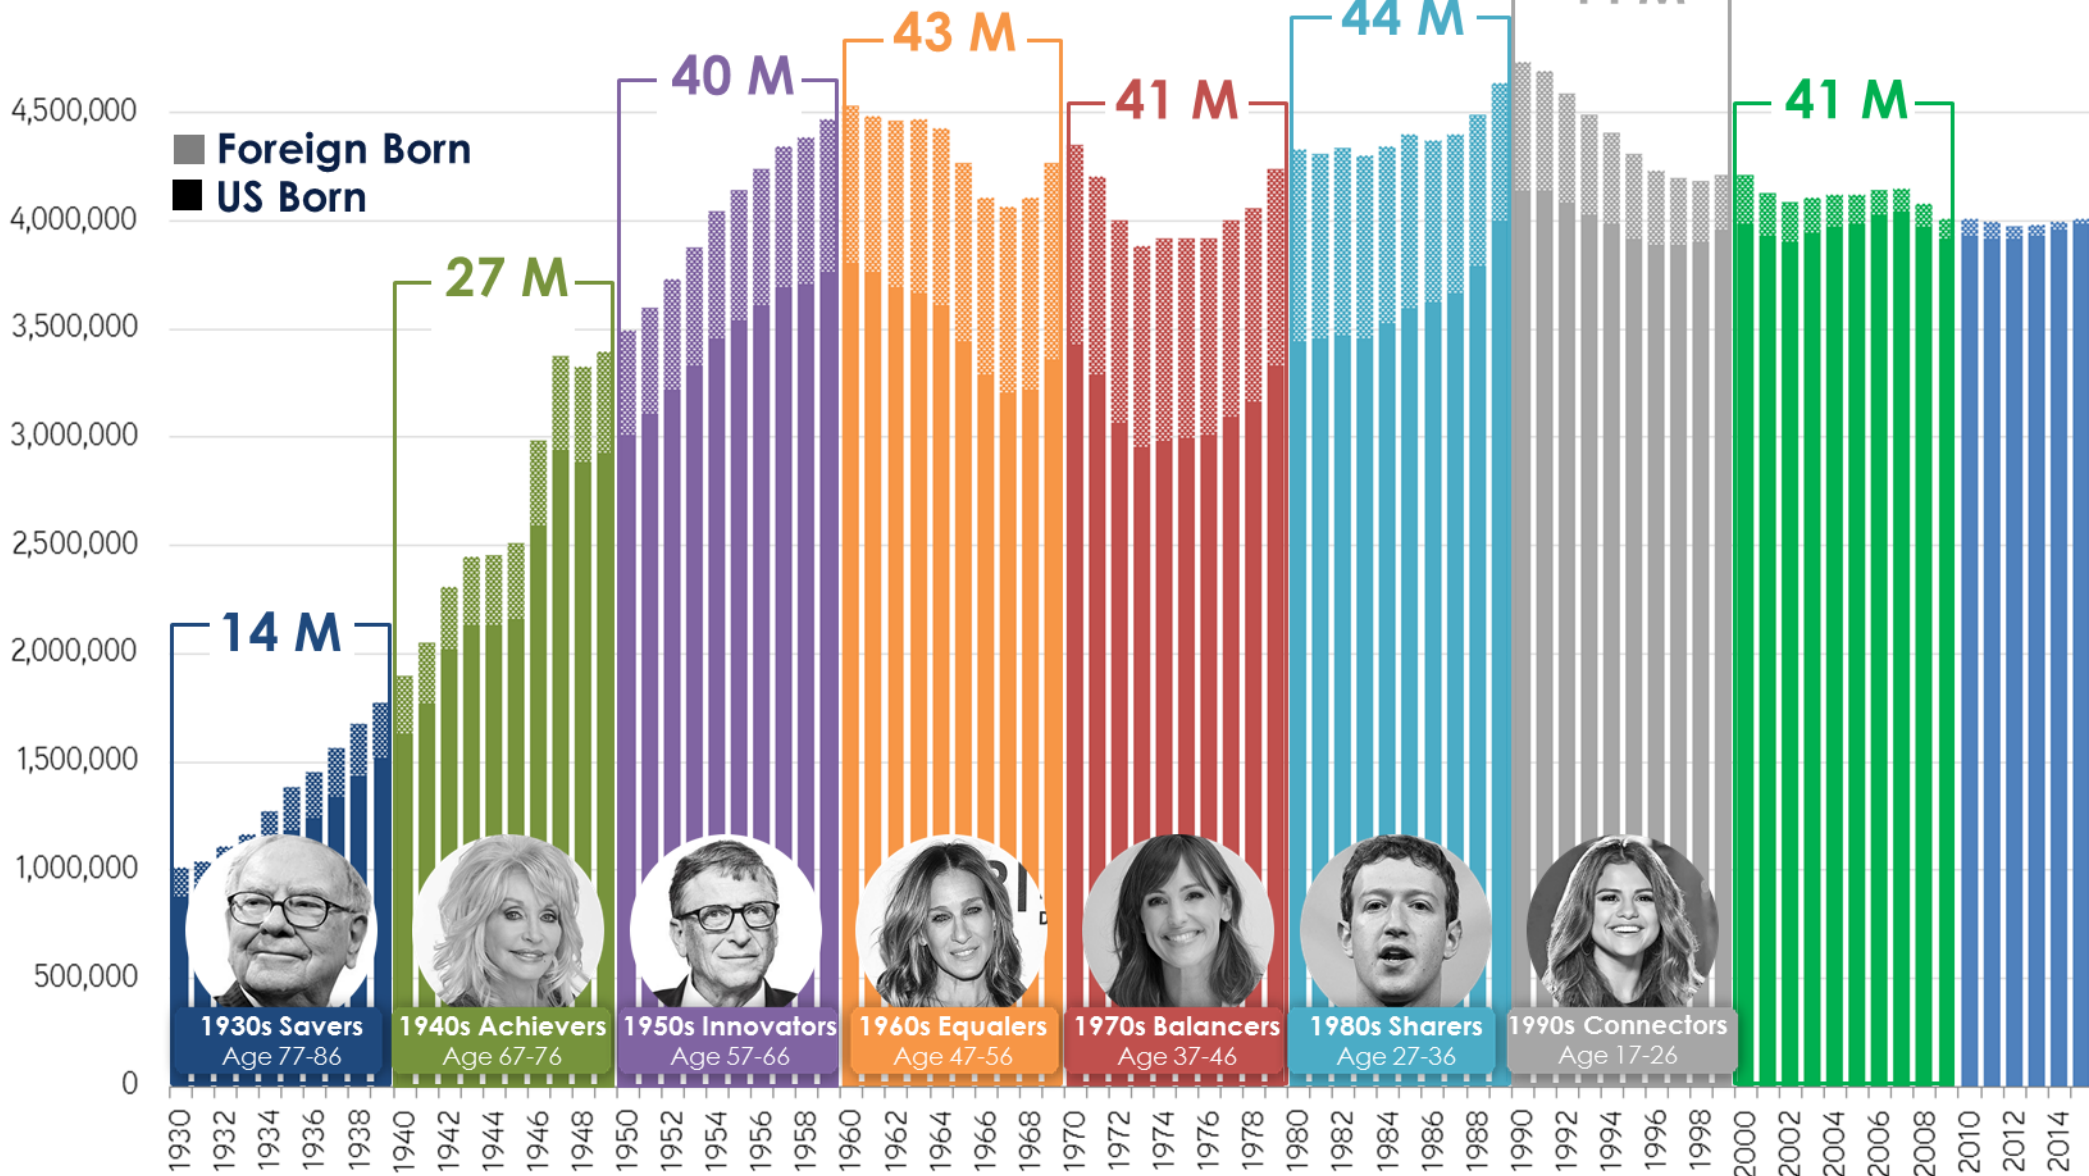 44 M
43 M
40 M
41 M
41 M
27 M
14 M
Foreign Born
US Born
4,500,000
4,000,000
3,500,000
3,000,000
2,500,000
2,000,000
1,500,000
1,000,000
500,000
0
1930s Savers
Age 77-86
1940s Achievers
Age 67-76
1950s Innovators
Age 57-66
1960s Equalers
Age 47-56
1970s Balancers
Age 37-46
1980s Sharers
Age 27-36
1990s Connectors
Age 17-26
1930
1932
1934
1936
1938
1940
1942
1944
1946
1948
1950
1952
1954
1956
1958
1960
1962
1964
1966
1968
1970
1972
1974
1976
1978
1980
1982
1984
1986
1988
1990
1992
1994
1996
1998
2000
2002
2004
2006
2008
2010
2012
2014